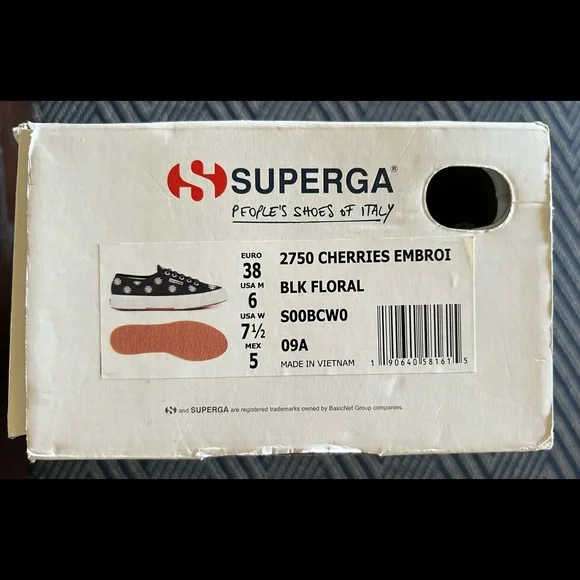 SUPERGA®
PEOPLE'S SHOES OF ITALY
EURO
38
USA M
6
USA W
7½
MEX
5
2750 CHERRIES EMBROI
BLK FLORAL
S00BCW0
09A
MADE IN VIETNAM
1 90640 58161 5
and SUPERGA are registered trademarks owned by BasicNet Group companies.